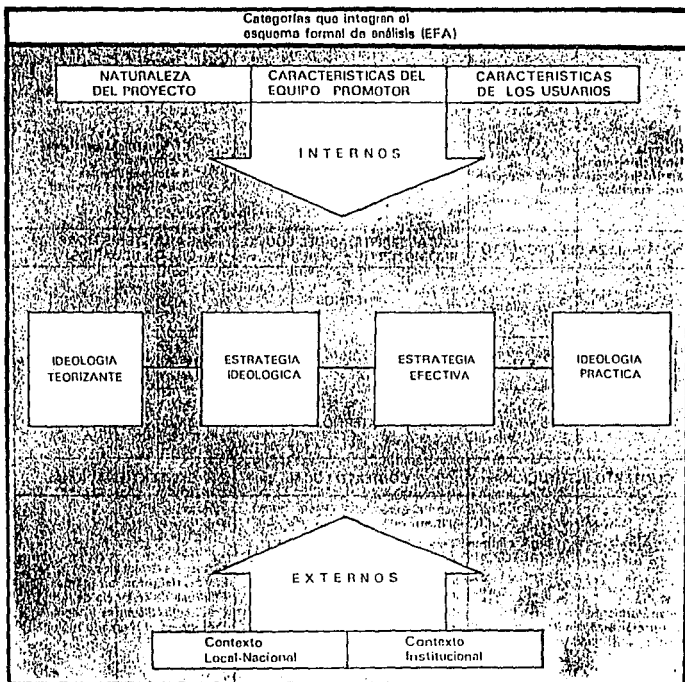 Categorías que integran el
esquema formal de análisis (EFA)
NATURALEZA
DEL PROYECTO
CARACTERISTICAS DEL
EQUIPO PROMOTOR
CARACTERISTICAS
DE LOS USUARIOS
INTERNOS
IDEOLOGIA
TEORIZANTE
ESTRATEGIA
IDEOLOGICA
ESTRATEGIA
EFECTIVA
IDEOLOGIA
PRACTICA
EXTERNOS
Contexto
Local-Nacional
Contexto
Institucional